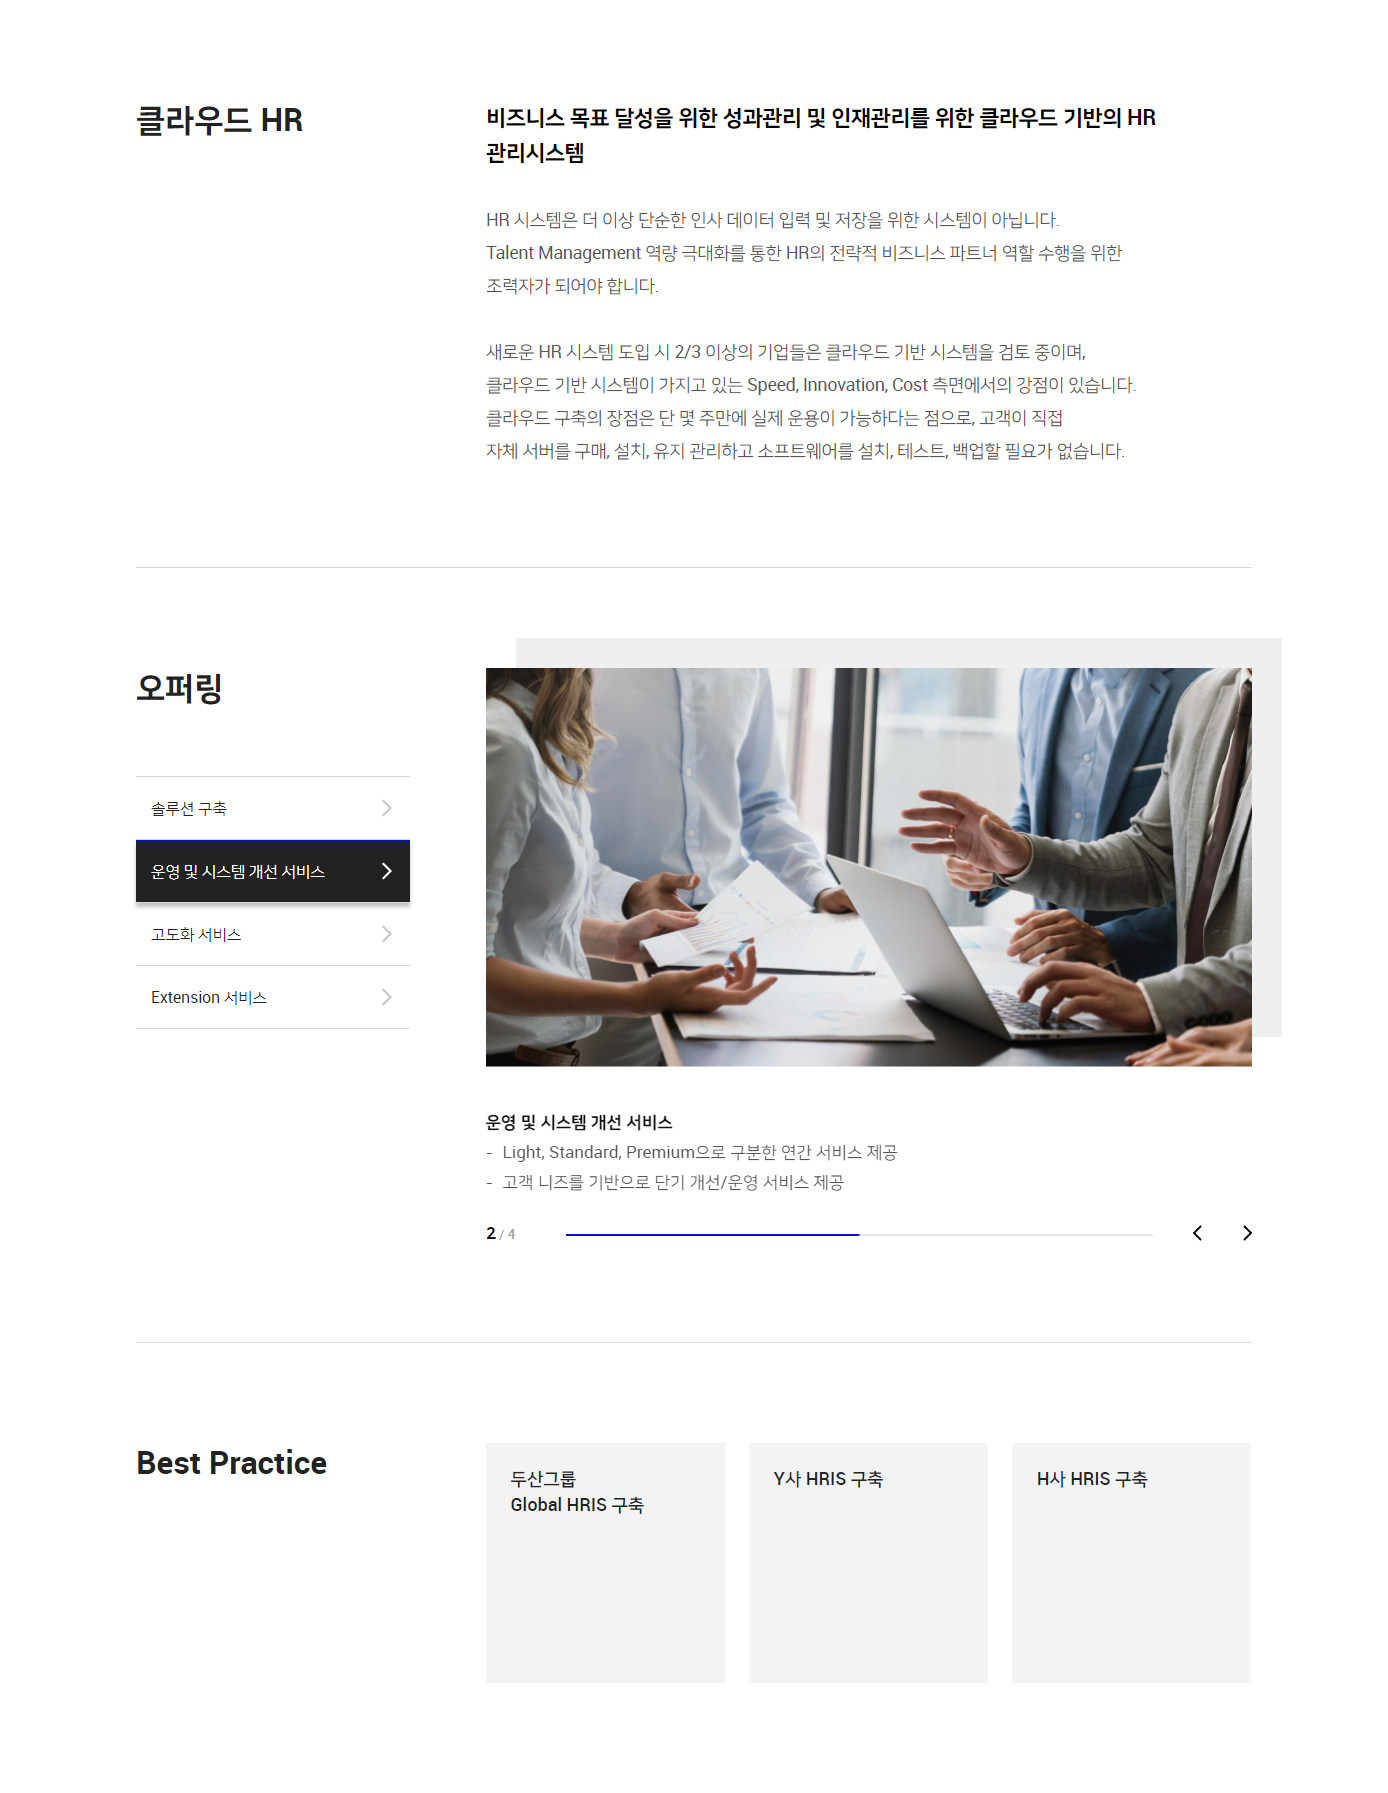 클라우드 HR
비즈니스 목표 달성을 위한 성과관리 및 인재관리를 위한 클라우드 기반의 HR
관리시스템
HR 시스템은 더 이상 단순한 인사 데이터 입력 및 저장을 위한 시스템이 아닙니다.
Talent Management 역량 극대화를 통한 HR의 전략적 비즈니스 파트너 역할 수행을 위한
조력자가 되어야 합니다.
새로운 HR 시스템 도입 시 2/3 이상의 기업들은 클라우드 기반 시스템을 검토 중이며,
클라우드 기반 시스템이 가지고 있는 Speed, Innovation, Cost 측면에서의 강점이 있습니다.
클라우드 구축의 장점은 단 몇 주만에 실제 운용이 가능하다는 점으로, 고객이 직접
자체 서버를 구매, 설치, 유지 관리하고 소프트웨어를 설치, 테스트, 백업할 필요가 없습니다.
오퍼링
솔루션 구축
운영 및 시스템 개선 서비스
고도화 서비스
Extension 서비스
운영 및 시스템 개선 서비스
- Light, Standard, Premium으로 구분한 연간 서비스 제공
- 고객 니즈를 기반으로 단기 개선/운영 서비스 제공
2 / 4
Best Practice
두산그룹
Global HRIS 구축
Y사 HRIS 구축
H사 HRIS 구축